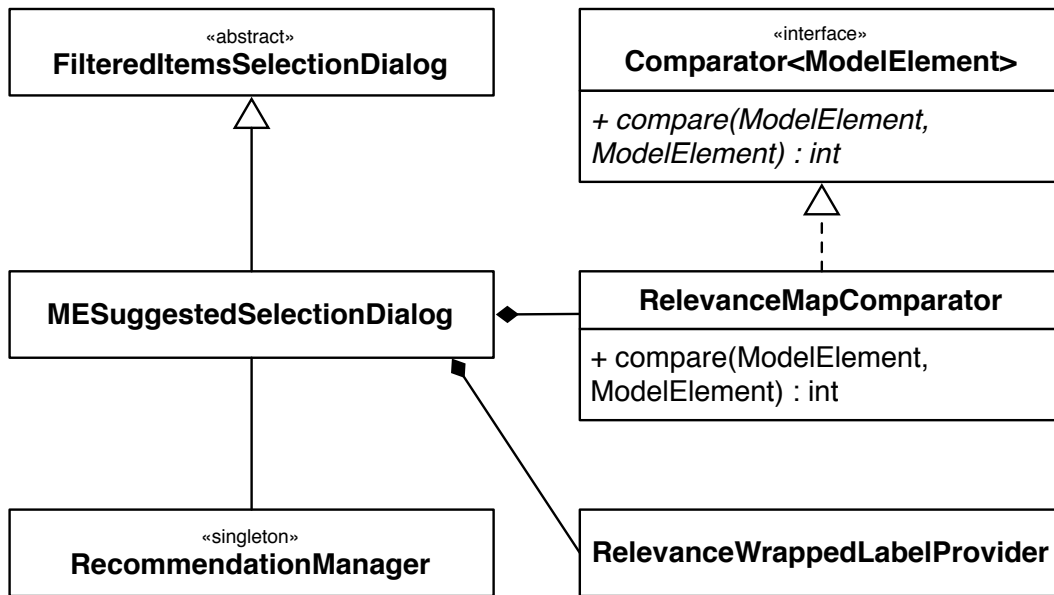 «abstract»
FilteredItemsSelectionDialog
«interface»
Comparator<ModelElement>
+ compare(ModelElement,
ModelElement) : int
MESuggestedSelectionDialog
RelevanceMapComparator
+ compare(ModelElement,
ModelElement) : int
«singleton»
RecommendationManager
RelevanceWrappedLabelProvider